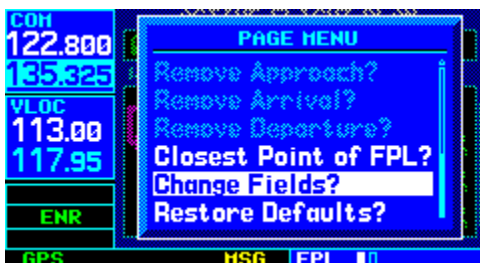 COM
122.800
135.325
VLOC
113.00
117.95
ENR
PAGE MENU
Remove Approach?
Remove Arrival?
Remove Departure?
Closest Point of FPL?
Change Fields?
Restore Defaults?
GPS MSG FPL